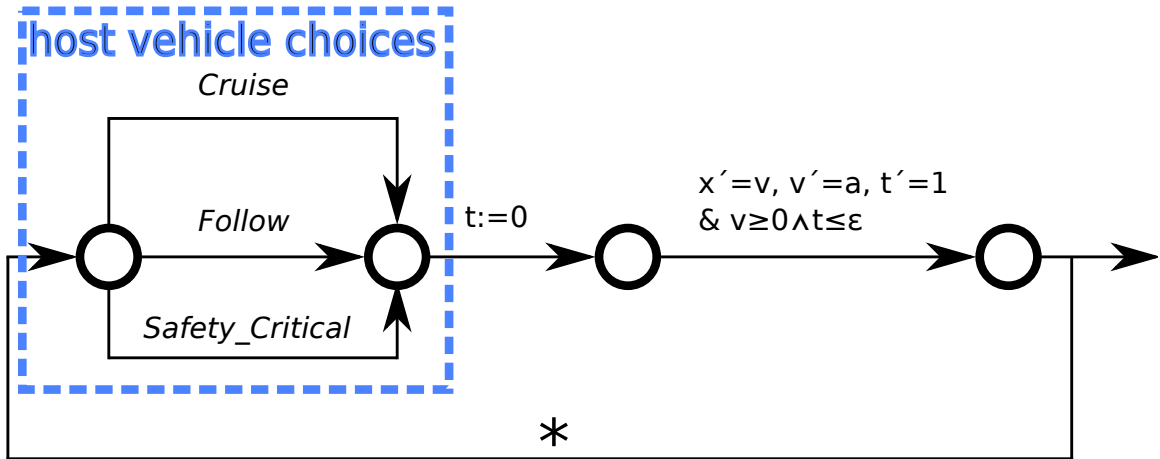 host vehicle choices
Cruise
Follow
Safety_Critical
t:=0
x´=v, v´=a, t´=1
& v≥0∧t≤ε
*